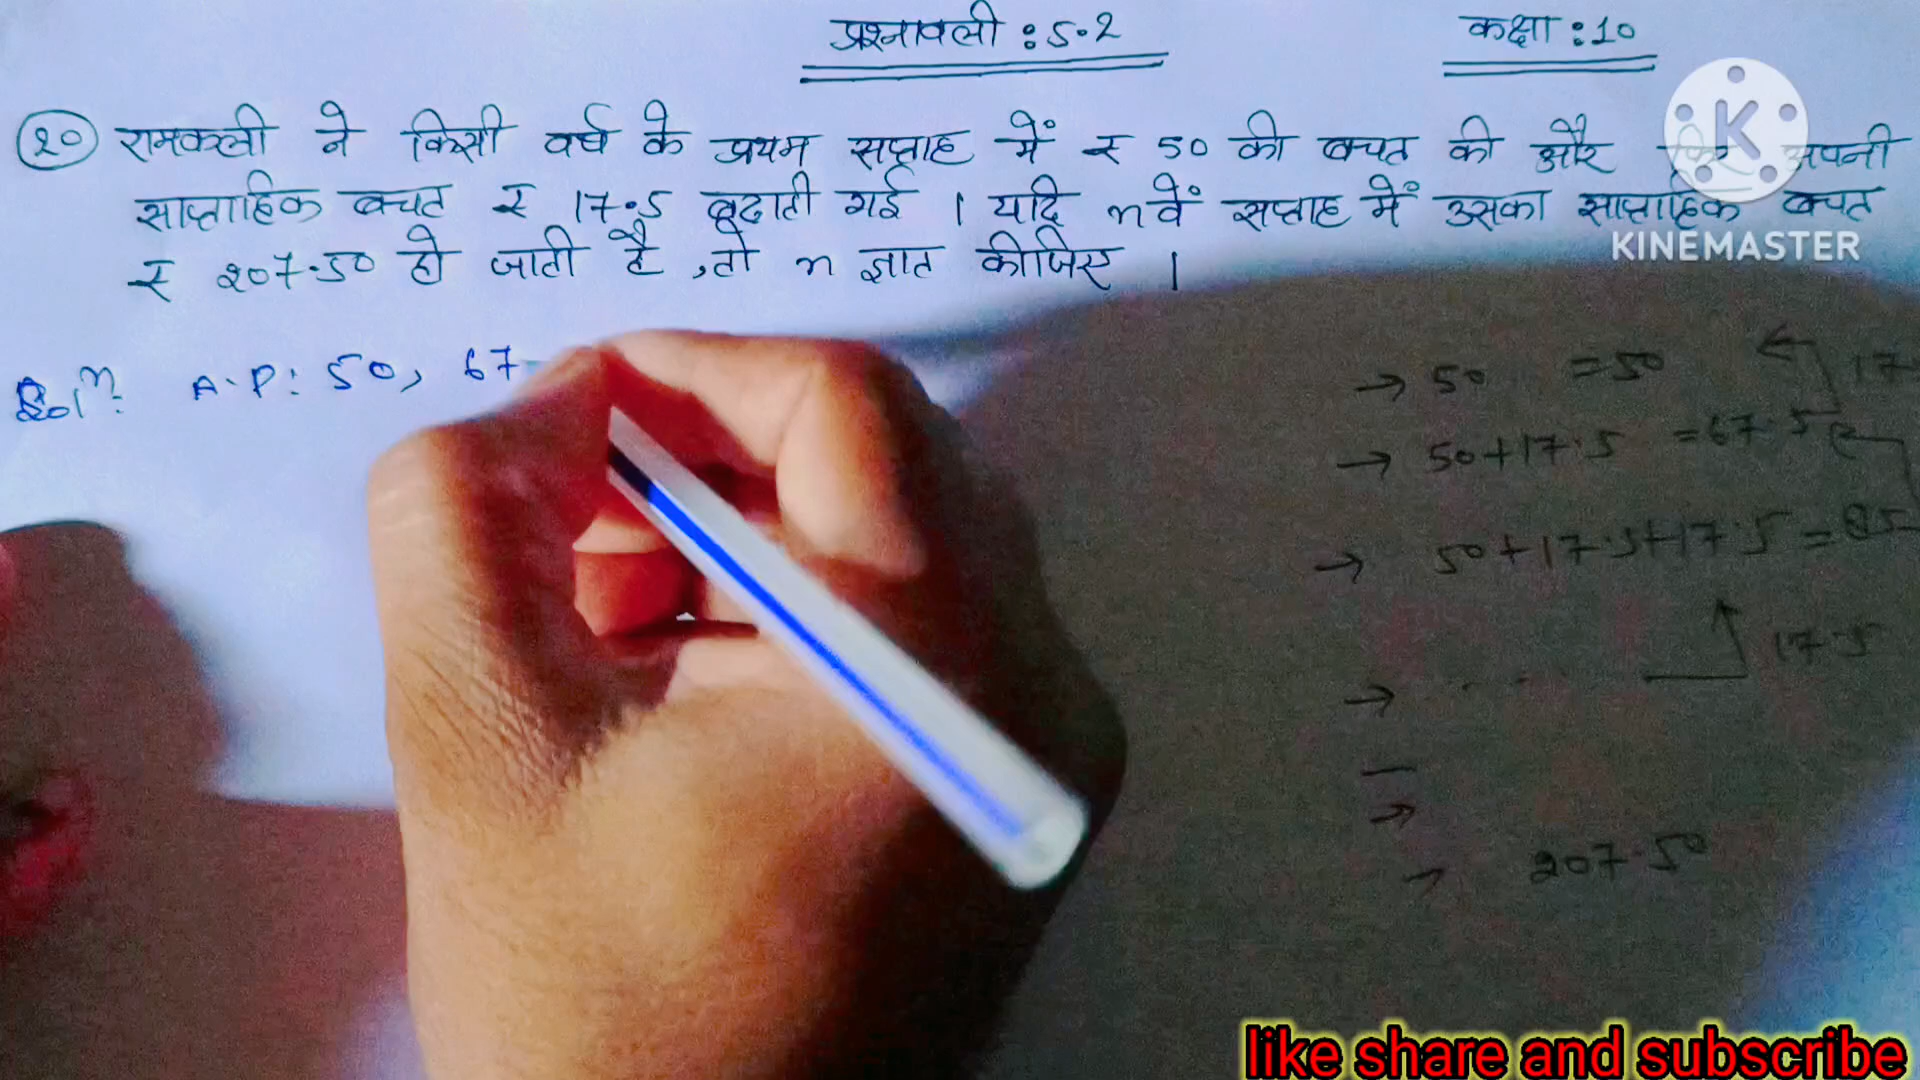 प्रश्नावली : 5.2
कक्षा : 10
20 रामकली ने किसी वर्ष के प्रथम सप्ताह में ₹ 50 की बचत की और अपनी
साप्ताहिक बचत ₹ 17.5 बढ़ाती गई । यदि n वें सप्ताह में उसका साप्ताहिक बचत
₹ 207.50 हो जाती है , तो n ज्ञात कीजिए ।
KINEMASTER
Solⁿ: A.P: 50, 67
→ 50 = 50
17.
→ 50+17.5 = 67.5
→ 50+17.5+17.5 = 85
17.5
→ - - -
→
→ 207.50
like share and subscribe